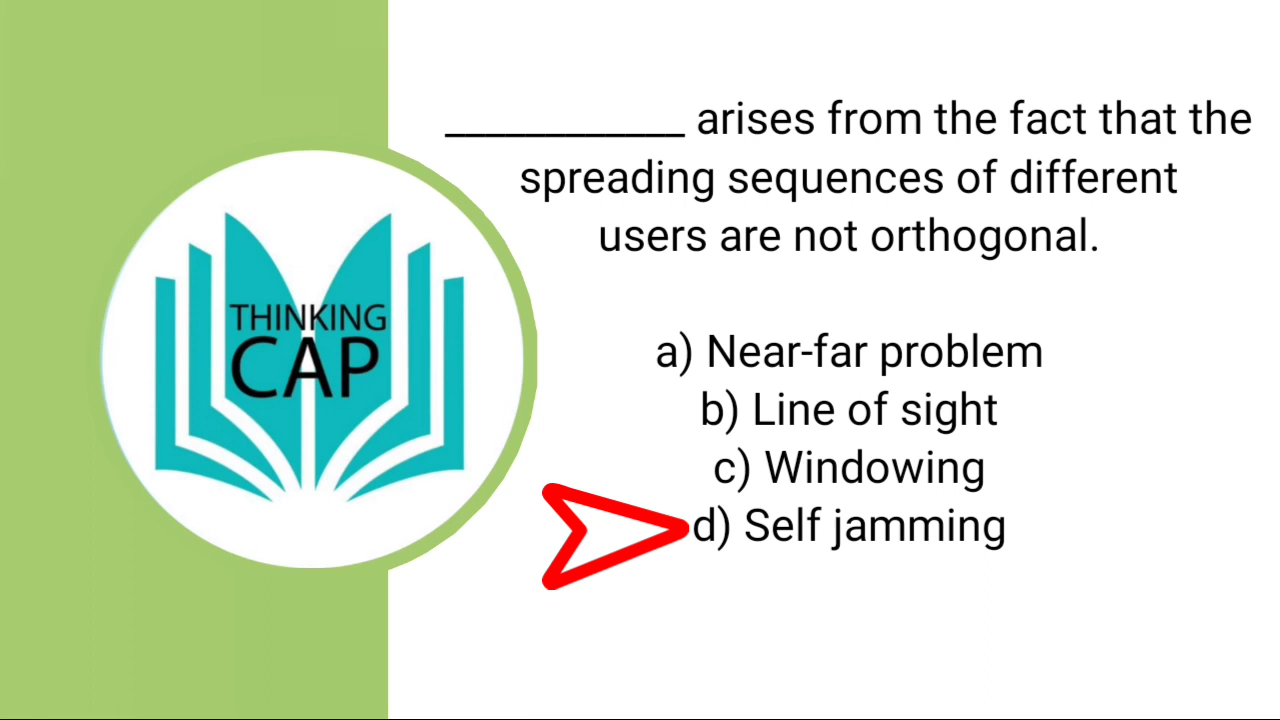 THINKING
CAP
____________ arises from the fact that the
spreading sequences of different
users are not orthogonal.
a) Near-far problem
b) Line of sight
c) Windowing
d) Self jamming